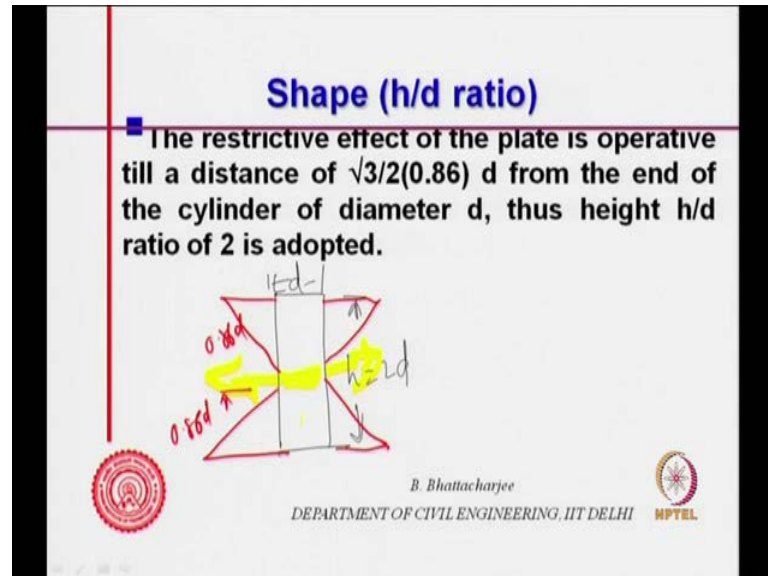 Shape (h/d ratio)
The restrictive effect of the plate is operative
till a distance of √3/2(0.86) d from the end of
the cylinder of diameter d, thus height h/d
ratio of 2 is adopted.
0.86d
h=2d
0.86d
B. Bhattacharjee
DEPARTMENT OF CIVIL ENGINEERING, IIT DELHI
NPTEL